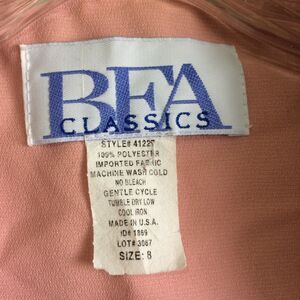 BFA
CLASSICS
STYLE# 41227
100% POLYESTER
IMPORTED FABRIC
MACHINE WASH COLD
NO BLEACH
GENTLE CYCLE
TUMBLE DRY LOW
COOL IRON
MADE IN U.S.A.
ID# 1869
LOT# 3067
SIZE: 8